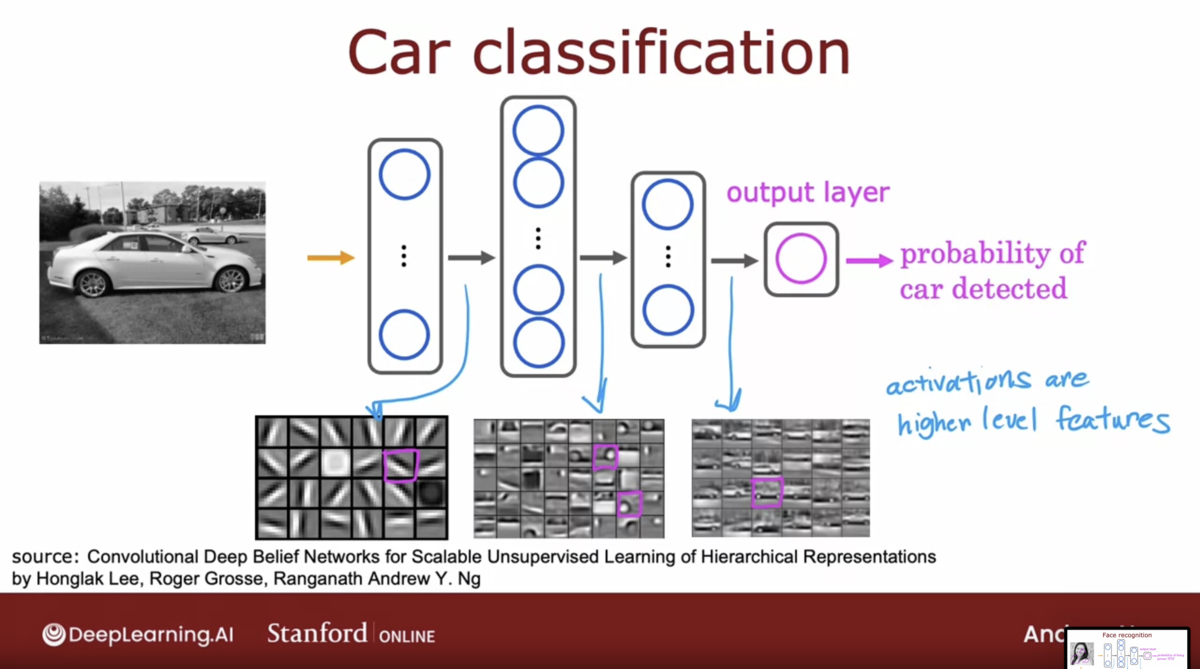 Car classification
output layer
probability of
car detected
activations are
higher level features
source: Convolutional Deep Belief Networks for Scalable Unsupervised Learning of Hierarchical Representations
by Honglak Lee, Roger Grosse, Ranganath Andrew Y. Ng
DeepLearning.AI
Stanford ONLINE
Face recognition